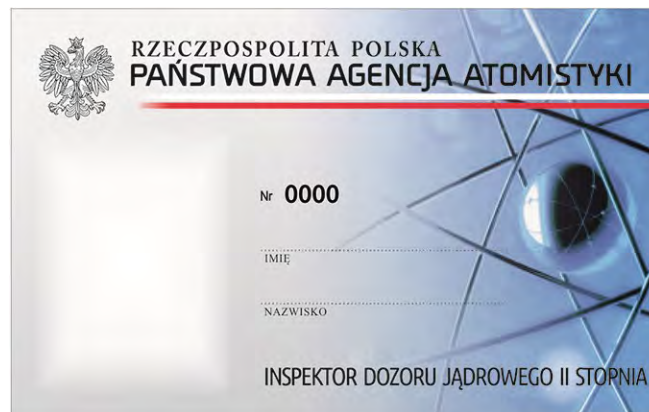 RZECZPOSPOLITA POLSKA
PAŃSTWOWA AGENCJA ATOMISTYKI
Nr 0000
IMIĘ
NAZWISKO
INSPEKTOR DOZORU JĄDROWEGO II STOPNIA